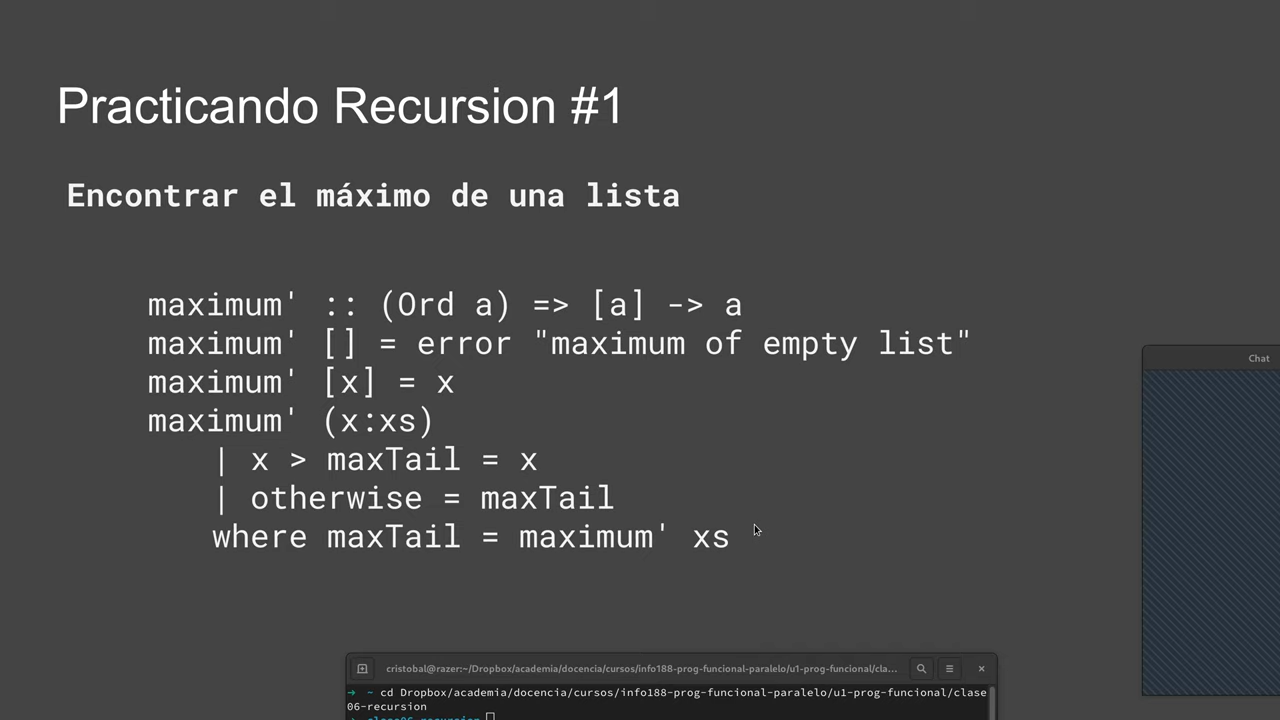 Practicando Recursion #1
Encontrar el máximo de una lista
maximum' :: (Ord a) => [a] -> a
maximum' [] = error "maximum of empty list"
maximum' [x] = x
maximum' (x:xs)
| x > maxTail = x
| otherwise = maxTail
where maxTail = maximum' xs
Chat
cristobal@razer:~/Dropbox/academia/docencia/cursos/info188-prog-funcional-paralelo/u1-prog-funcional/cla...
→ ~ cd Dropbox/academia/docencia/cursos/info188-prog-funcional-paralelo/u1-prog-funcional/clase
06-recursion
clase06-recursion